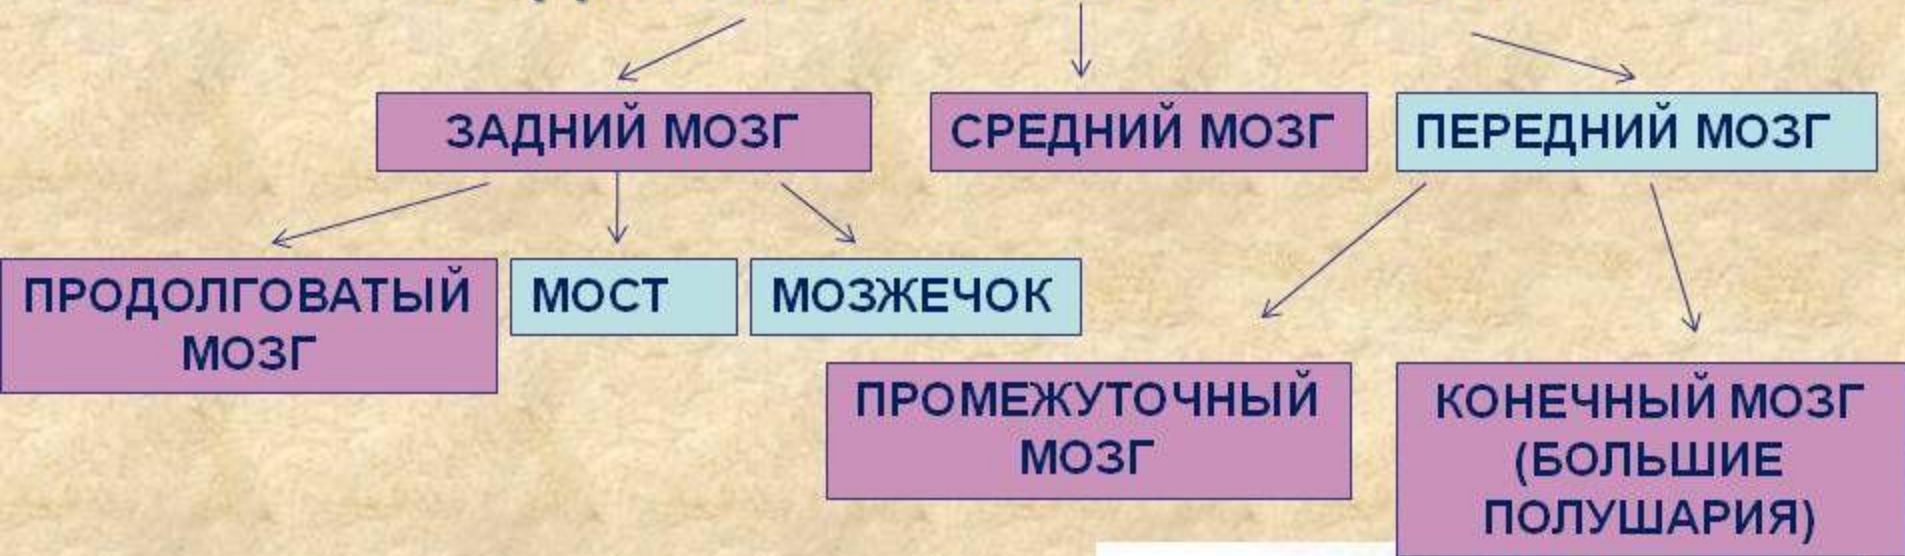 ЗАДНИЙ МОЗГ
СРЕДНИЙ МОЗГ
ПЕРЕДНИЙ МОЗГ
ПРОДОЛГОВАТЫЙ
МОЗГ
МОСТ
МОЗЖЕЧОК
ПРОМЕЖУТОЧНЫЙ
МОЗГ
КОНЕЧНЫЙ МОЗГ
(БОЛЬШИЕ
ПОЛУШАРИЯ)